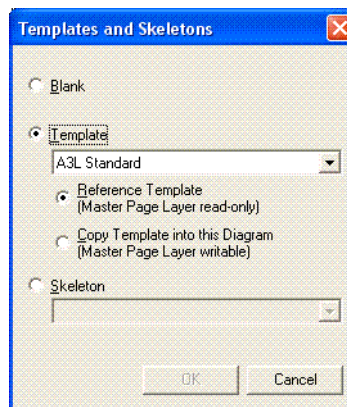 Templates and Skeletons
Blank
Template
A3L Standard
Reference Template
(Master Page Layer read-only)
Copy Template into this Diagram
(Master Page Layer writable)
Skeleton
OK
Cancel